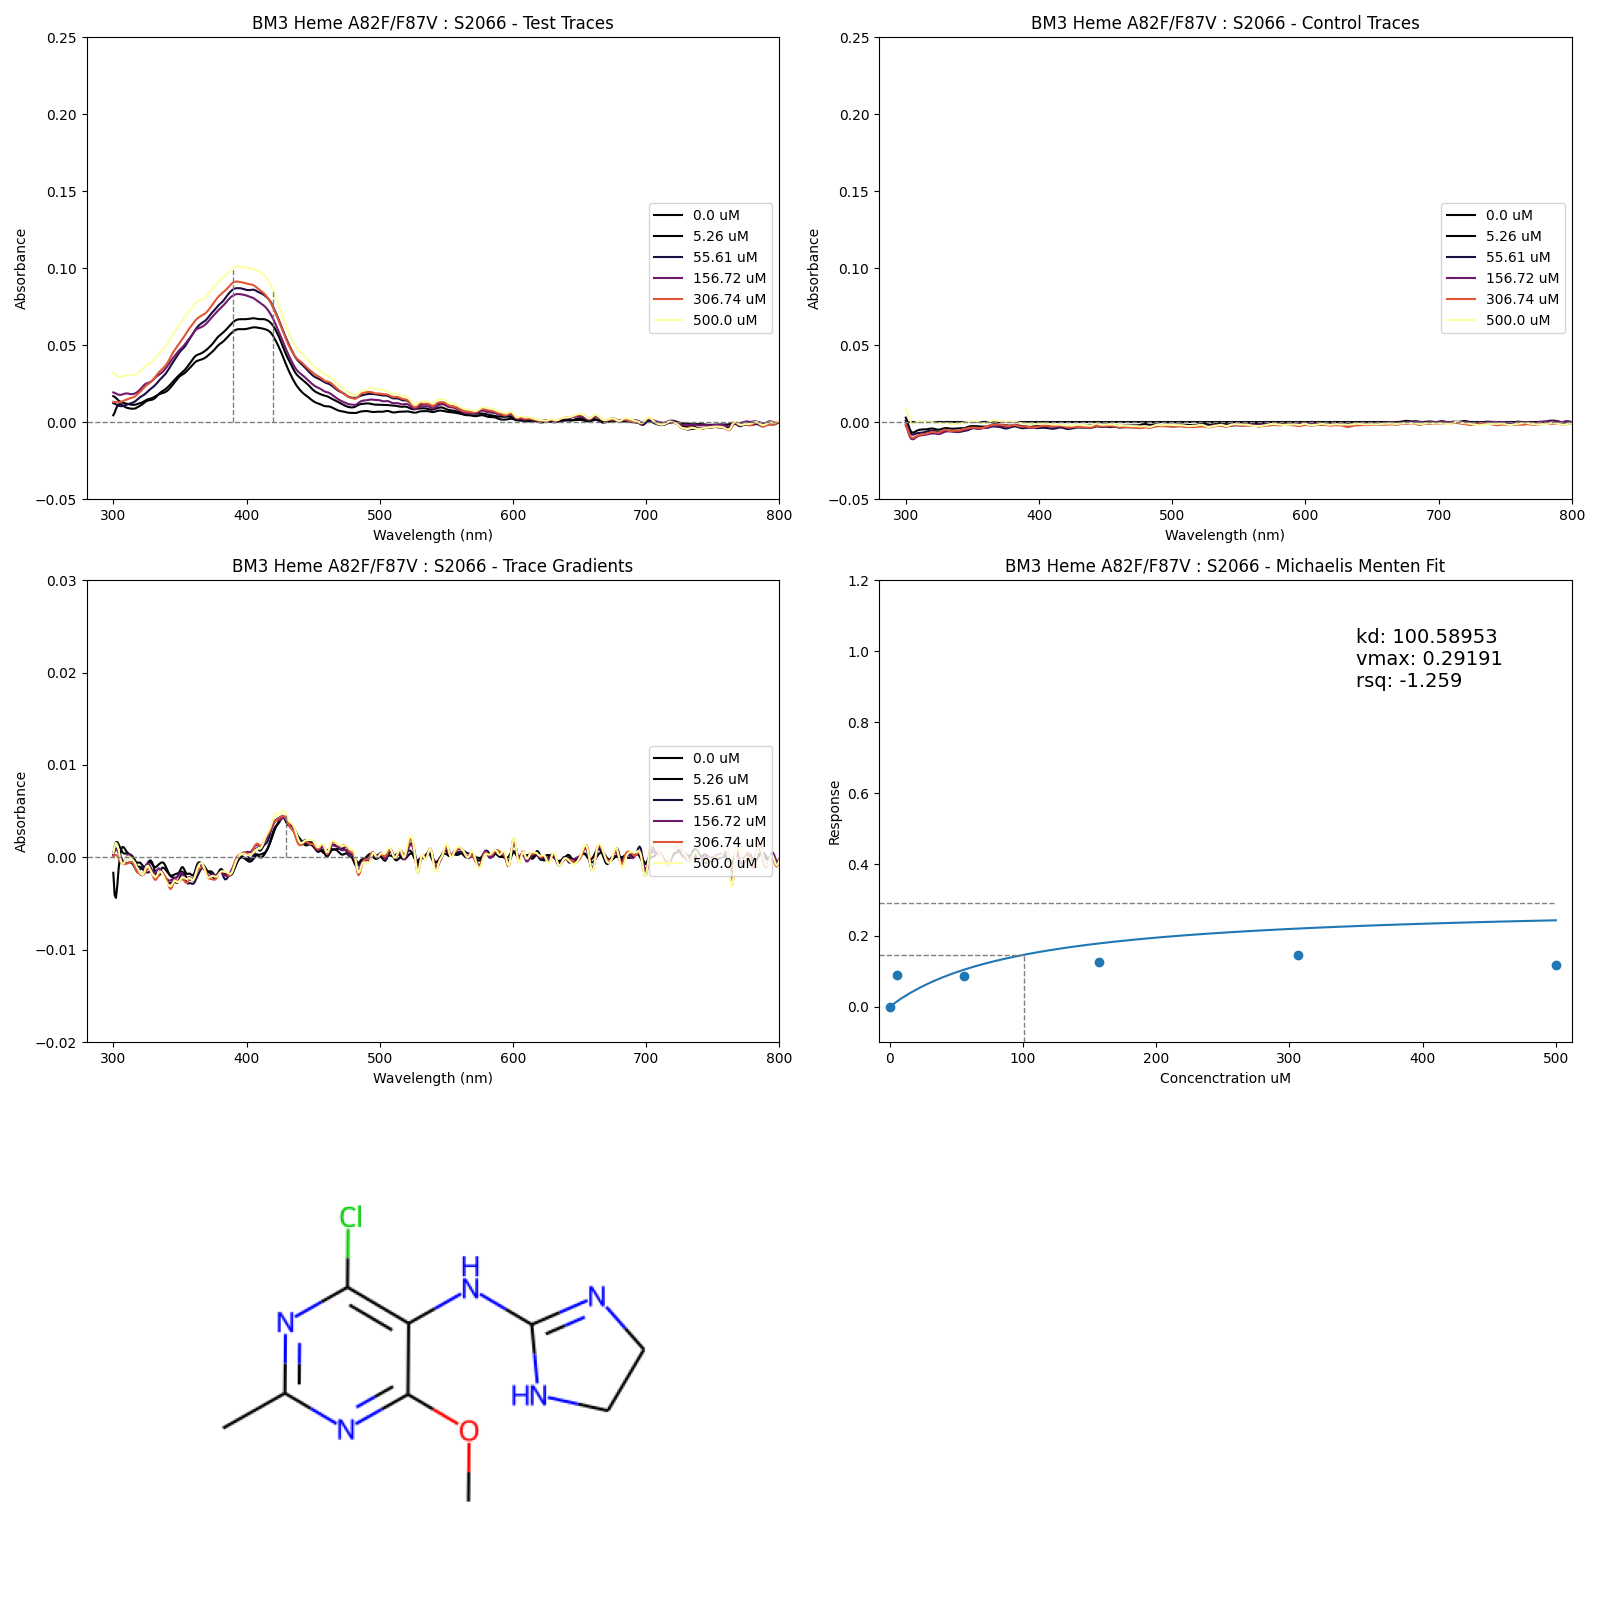 BM3 Heme A82F/F87V : S2066 - Test Traces
0.25
0.20
0.15
0.10
0.05
0.00
−0.05
Absorbance
300
400
500
600
700
800
Wavelength (nm)
0.0 uM
5.26 uM
55.61 uM
156.72 uM
306.74 uM
500.0 uM
BM3 Heme A82F/F87V : S2066 - Control Traces
0.25
0.20
0.15
0.10
0.05
0.00
−0.05
Absorbance
300
400
500
600
700
800
Wavelength (nm)
0.0 uM
5.26 uM
55.61 uM
156.72 uM
306.74 uM
500.0 uM
BM3 Heme A82F/F87V : S2066 - Trace Gradients
0.03
0.02
0.01
0.00
−0.01
−0.02
Absorbance
300
400
500
600
700
800
Wavelength (nm)
0.0 uM
5.26 uM
55.61 uM
156.72 uM
306.74 uM
500.0 uM
BM3 Heme A82F/F87V : S2066 - Michaelis Menten Fit
1.2
1.0
0.8
0.6
0.4
0.2
0.0
Response
kd: 100.58953
vmax: 0.29191
rsq: -1.259
0
100
200
300
400
500
Concenctration uM
Cl
H
N
N
N
HN
N
O